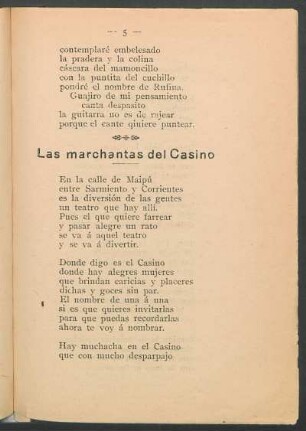 — 5 —
contemplaré embelesado
la pradera y la colina
cáscara del mamoncillo
con la puntita del cuchillo
pondré el nombre de Rufina.
Guajiro de mi pensamiento
canta despasito
la guitarra no es de rajear
porque el cante quiere puntear.
Las marchantas del Casino
En la calle de Maipú
entre Sarmiento y Corrientes
es la diversión de las gentes
un teatro que hay allí.
Pues el que quiere farrear
y pasar alegre un rato
se va á aquel teatro
y se va á divertir.
Donde digo es el Casino
donde hay alegres mujeres
que brindan caricias y placeres
dichas y goces sin par.
El nombre de una á una
si es que quieres invitarlas
para que puedas recordarlas
ahora te voy á nombrar.
Hay muchacha en el Casino
que con mucho desparpajo